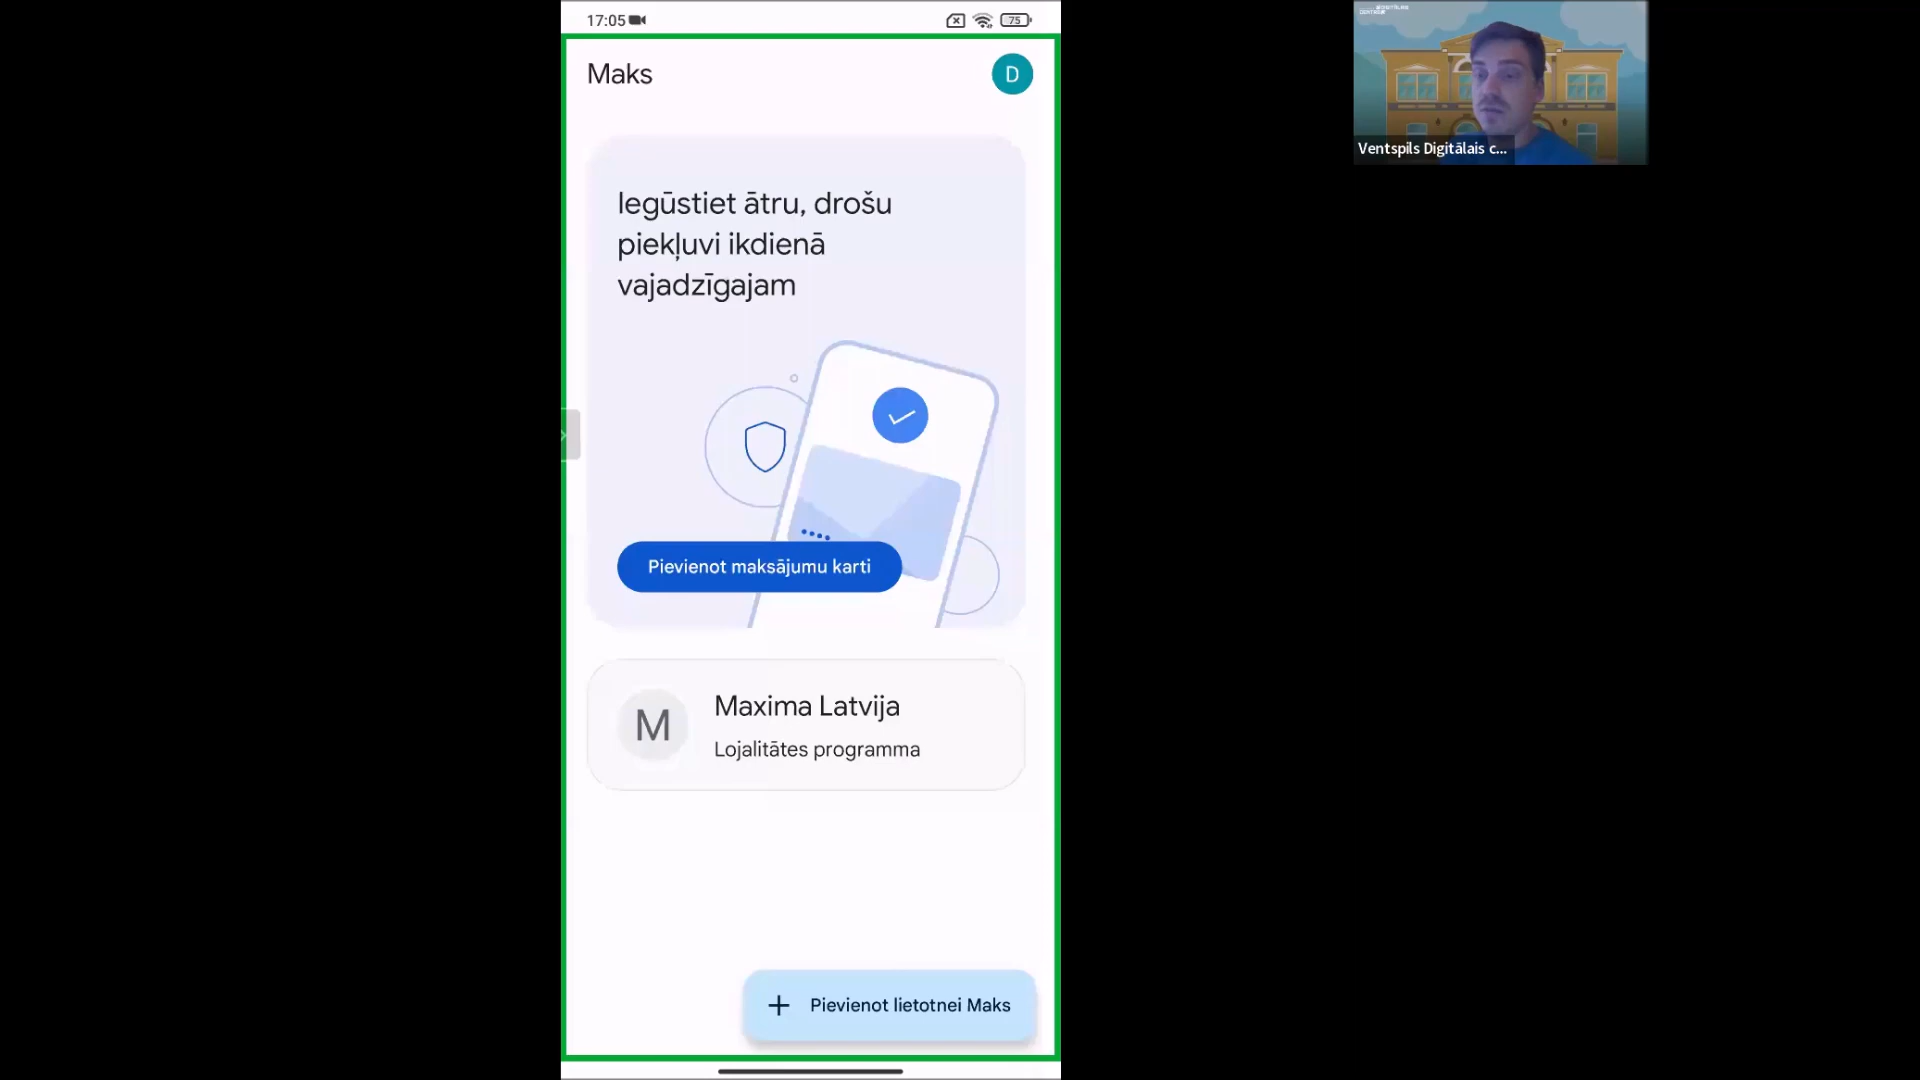 17:05
75
Maks
D
Iegūstiet ātru, drošu
piekļuvi ikdienā
vajadzīgajam
Pievienot maksājumu karti
M
Maxima Latvija
Lojalitātes programma
Pievienot lietotnei Maks
Ventspils Digitālais c...